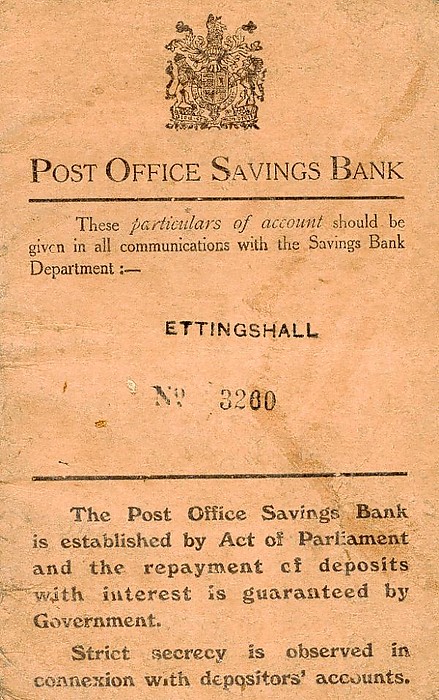 POST OFFICE SAVINGS BANK
These particulars of account should be
given in all communications with the Savings Bank
Department :—
ETTINGSHALL
Nº 3260
The Post Office Savings Bank
is established by Act of Parliament
and the repayment of deposits
with interest is guaranteed by
Government.
Strict secrecy is observed in
connexion with depositors' accounts.